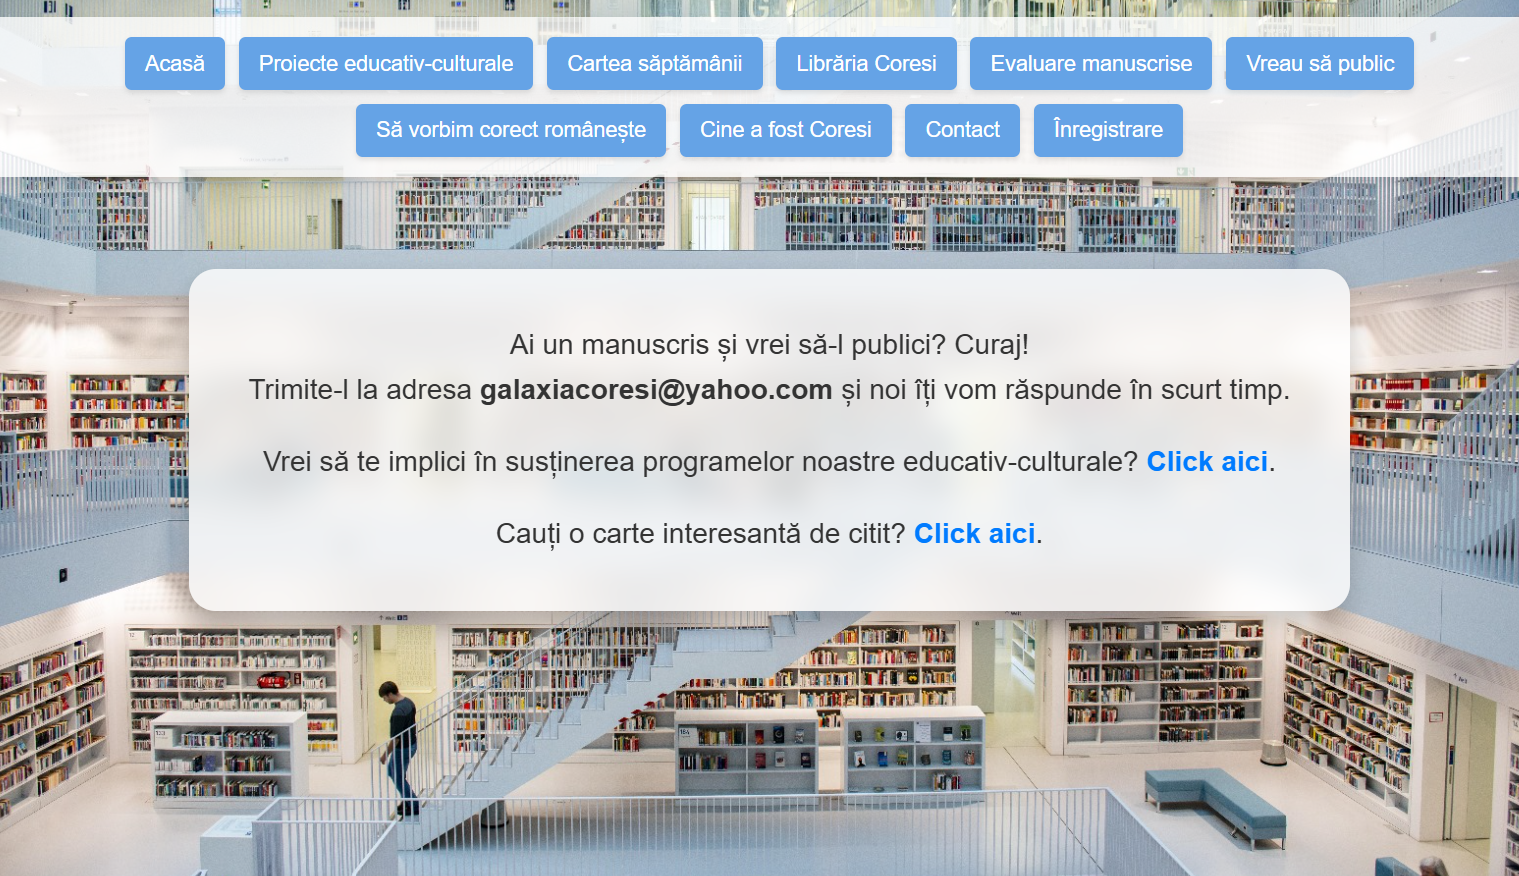 Acasă
Proiecte educativ-culturale
Cartea săptămânii
Librăria Coresi
Evaluare manuscrise
Vreau să public
Să vorbim corect românește
Cine a fost Coresi
Contact
Înregistrare
Ai un manuscris și vrei să-l publici? Curaj!
Trimite-l la adresa galaxiacoresi@yahoo.com și noi îți vom răspunde în scurt timp.
Vrei să te implici în susținerea programelor noastre educativ-culturale? Click aici.
Cauți o carte interesantă de citit? Click aici.